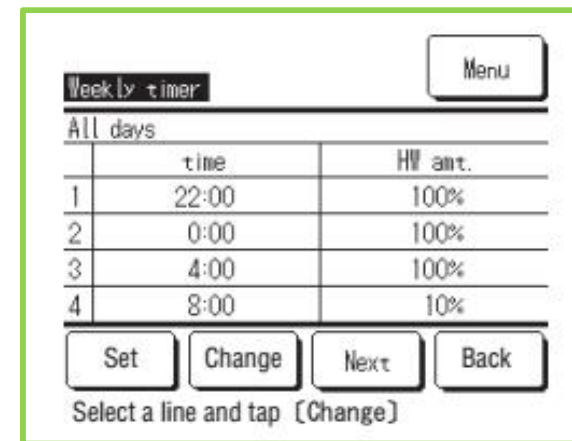 Menu
Weekly timer
All days
time HW amt.
1 22:00 100%
2 0:00 100%
3 4:00 100%
4 8:00 10%
Set Change Next Back
Select a line and tap [Change]